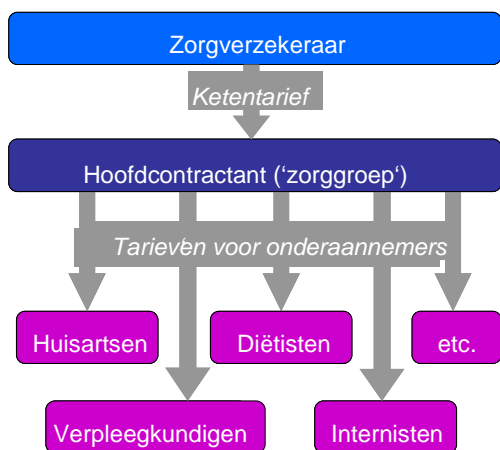 Zorgverzekeraar
Ketentarief
Hoofdcontractant (‘zorggroep‘)
Tarieven voor onderaannemers
Huisartsen
Diëtisten
etc.
Verpleegkundigen
Internisten